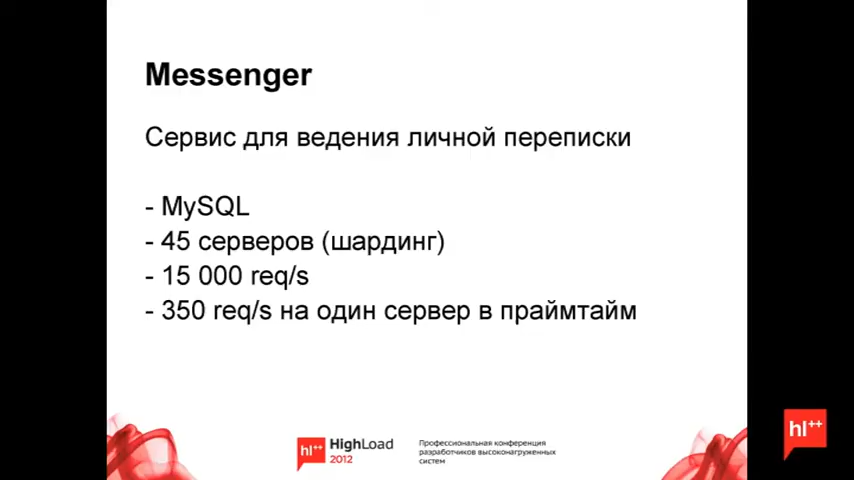 Messenger
Сервис для ведения личной переписки
- MySQL
- 45 серверов (шардинг)
- 15 000 req/s
- 350 req/s на один сервер в праймтайм
hl++
HighLoad
2012
Профессиональная конференция
разработчиков высоконагруженных
систем
hl++